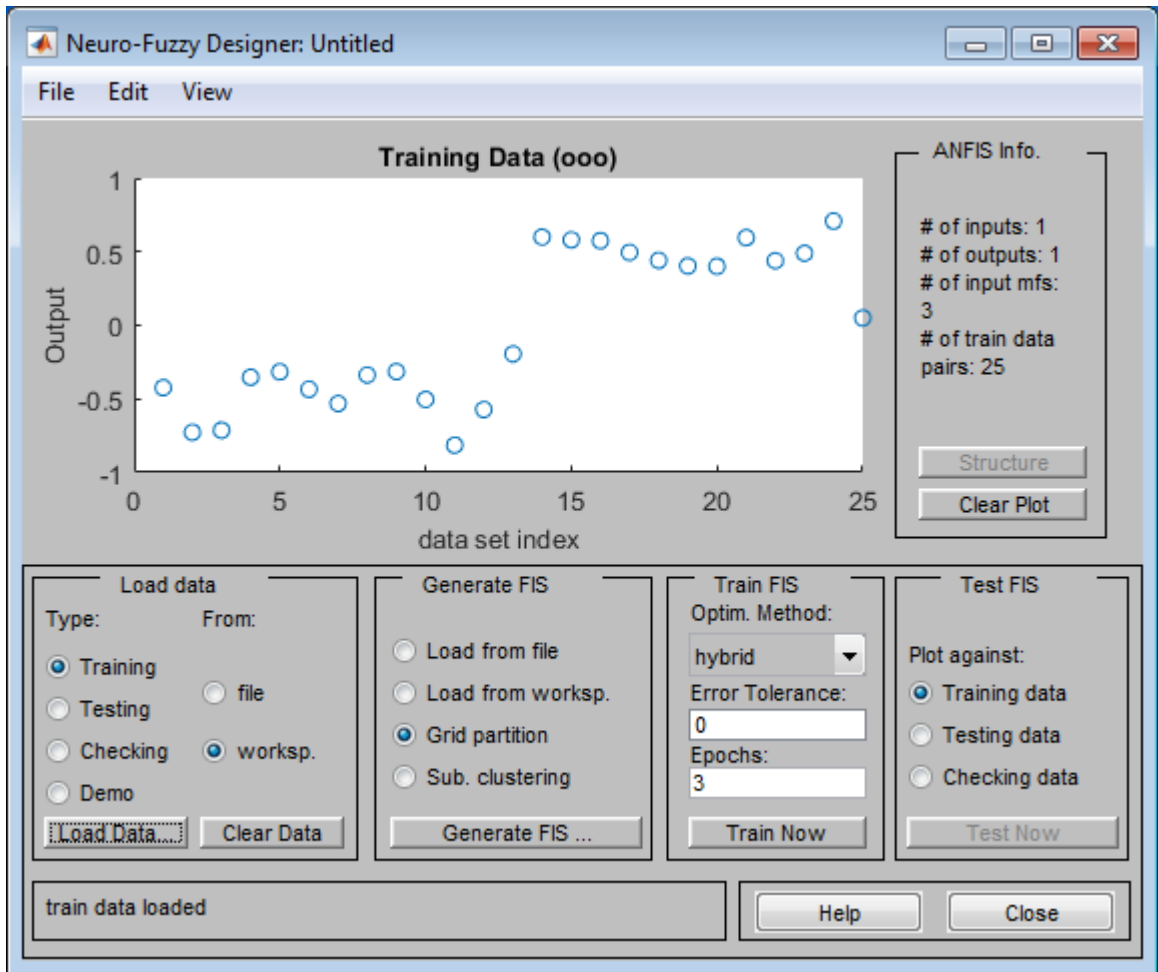 Neuro-Fuzzy Designer: Untitled
File Edit View
Training Data (ooo)
1
0.5
0
-0.5
-1
Output
0 5 10 15 20 25
data set index
ANFIS Info.
# of inputs: 1
# of outputs: 1
# of input mfs:
3
# of train data
pairs: 25
Structure
Clear Plot
Load data
Type: From:
Training
Testing
Checking
Demo
file
worksp.
Load Data... Clear Data
Generate FIS
Load from file
Load from worksp.
Grid partition
Sub. clustering
Generate FIS ...
Train FIS
Optim. Method:
hybrid
Error Tolerance:
0
Epochs:
3
Train Now
Test FIS
Plot against:
Training data
Testing data
Checking data
Test Now
train data loaded
Help Close